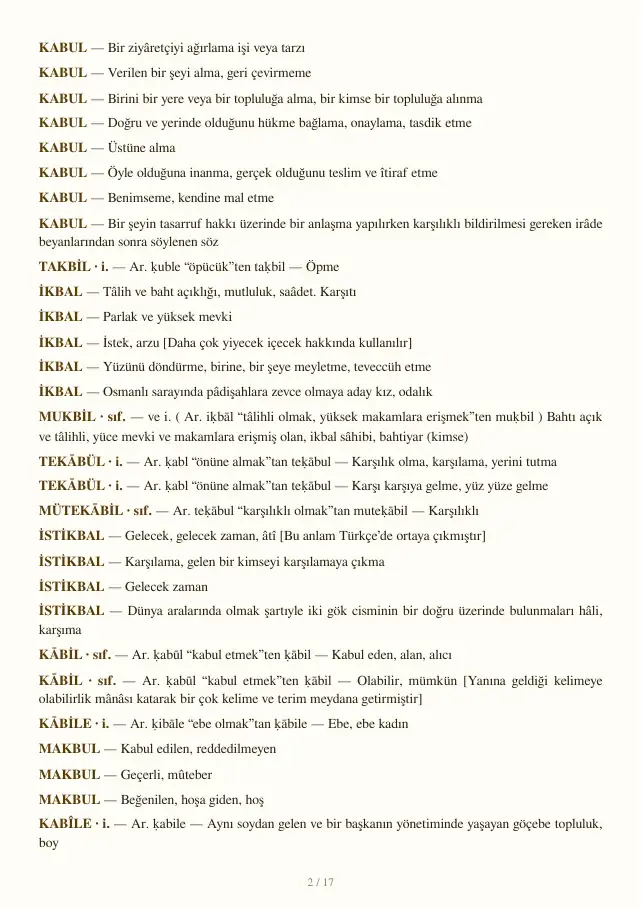 KABUL — Bir ziyâretçiyi ağırlama işi veya tarzı
KABUL — Verilen bir şeyi alma, geri çevirmeme
KABUL — Birini bir yere veya bir topluluğa alma, bir kimse bir topluluğa alınma
KABUL — Doğru ve yerinde olduğunu hükme bağlama, onaylama, tasdik etme
KABUL — Üstüne alma
KABUL — Öyle olduğuna inanma, gerçek olduğunu teslim ve îtiraf etme
KABUL — Benimseme, kendine mal etme
KABUL — Bir şeyin tasarruf hakkı üzerinde bir anlaşma yapılırken karşılıklı bildirilmesi gereken irâde
beyanlarından sonra söylenen söz
TAKBİL · i. — Ar. ḳuble “öpücük”ten taḳbil — Öpme
İKBAL — Tâlih ve baht açıklığı, mutluluk, saâdet. Karşıtı
İKBAL — Parlak ve yüksek mevki
İKBAL — İstek, arzu [Daha çok yiyecek içecek hakkında kullanılır]
İKBAL — Yüzünü döndürme, birine, bir şeye meyletme, teveccüh etme
İKBAL — Osmanlı sarayında pâdişahlara zevce olmaya aday kız, odalık
MUKBİL · sıf. — ve i. ( Ar. iḳbāl “tâlihli olmak, yüksek makamlara erişmek”ten muḳbil ) Bahtı açık
ve tâlihli, yüce mevki ve makamlara erişmiş olan, ikbal sâhibi, bahtiyar (kimse)
TEKĀBÜL · i. — Ar. ḳabl “önüne almak”tan teḳābul — Karşılık olma, karşılama, yerini tutma
TEKĀBÜL · i. — Ar. ḳabl “önüne almak”tan teḳābul — Karşı karşıya gelme, yüz yüze gelme
MÜTEKĀBİL · sıf. — Ar. teḳābul “karşılıklı olmak”tan muteḳābil — Karşılıklı
İSTİKBAL — Gelecek, gelecek zaman, âtî [Bu anlam Türkçe’de ortaya çıkmıştır]
İSTİKBAL — Karşılama, gelen bir kimseyi karşılamaya çıkma
İSTİKBAL — Gelecek zaman
İSTİKBAL — Dünya aralarında olmak şartıyle iki gök cisminin bir doğru üzerinde bulunmaları hâli,
karşıma
KĀBİL · sıf. — Ar. ḳabūl “kabul etmek”ten ḳābil — Kabul eden, alan, alıcı
KĀBİL · sıf. — Ar. ḳabūl “kabul etmek”ten ḳābil — Olabilir, mümkün [Yanına geldiği kelimeye
olabilirlik mânâsı katarak bir çok kelime ve terim meydana getirmiştir]
KĀBİLE · i. — Ar. ḳibāle “ebe olmak”tan ḳābile — Ebe, ebe kadın
MAKBUL — Kabul edilen, reddedilmeyen
MAKBUL — Geçerli, mûteber
MAKBUL — Beğenilen, hoşa giden, hoş
KABÎLE · i. — Ar. ḳabile — Aynı soydan gelen ve bir başkanın yönetiminde yaşayan göçebe topluluk,
boy
2 / 17